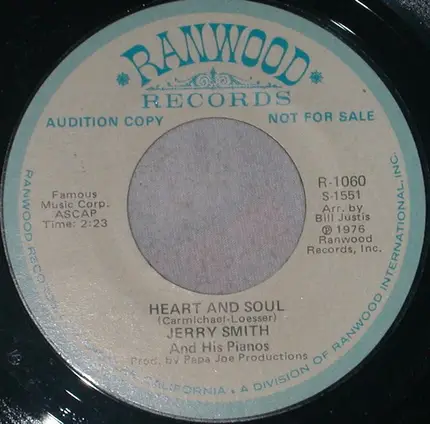 RANWOOD
RECORDS
AUDITION COPY
NOT FOR SALE
Famous
Music Corp.
ASCAP
Time: 2:23
R-1060
S-1551
Arr. by
Bill Justis
℗ 1976
Ranwood
Records, Inc.
HEART AND SOUL
(Carmichael-Loesser)
JERRY SMITH
And His Pianos
Prod. by Papa Joe Productions
RANWOOD CALIFORNIA • A DIVISION OF RANWOOD INTERNATIONAL, INC.